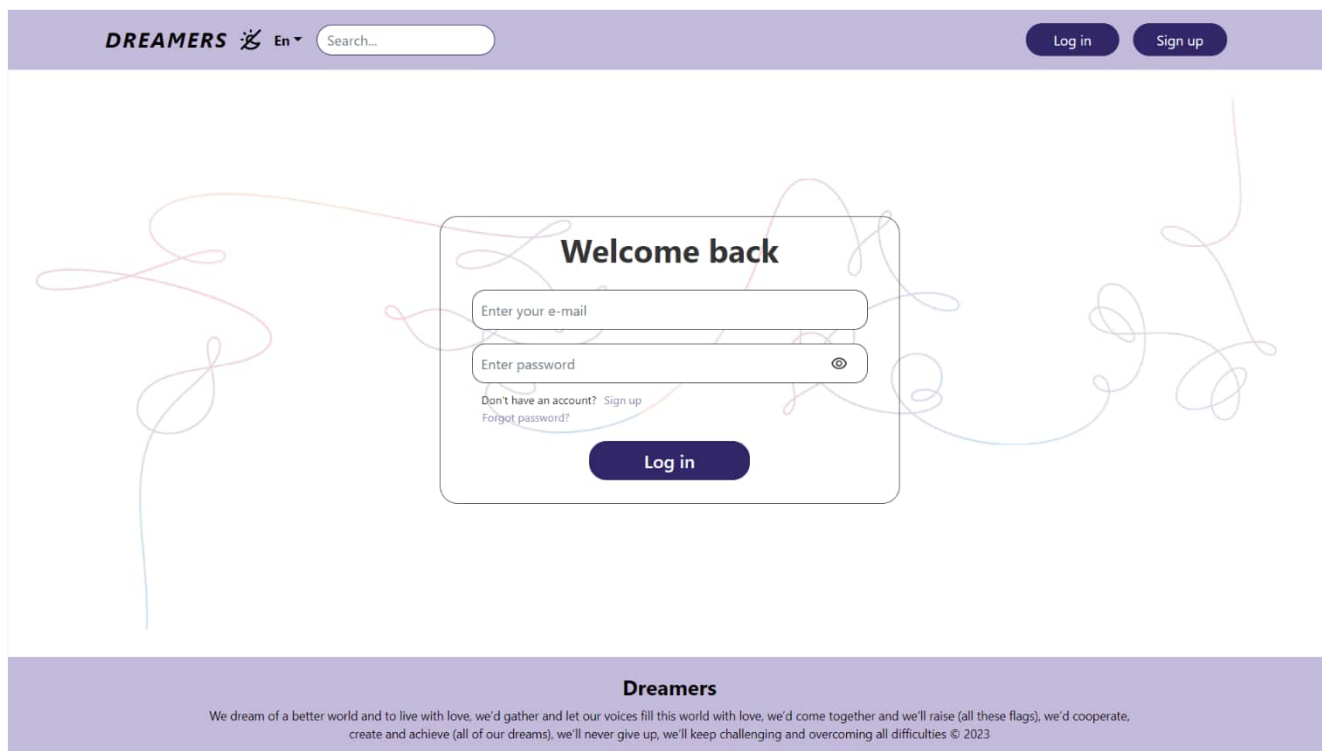 DREAMERS En Search... Log in Sign up
Welcome back
Enter your e-mail
Enter password
Don't have an account? Sign up
Forgot password?
Log in
Dreamers
We dream of a better world and to live with love, we'd gather and let our voices fill this world with love, we'd come together and we'll raise (all these flags), we'd cooperate,
create and achieve (all of our dreams), we'll never give up, we'll keep challenging and overcoming all difficulties © 2023